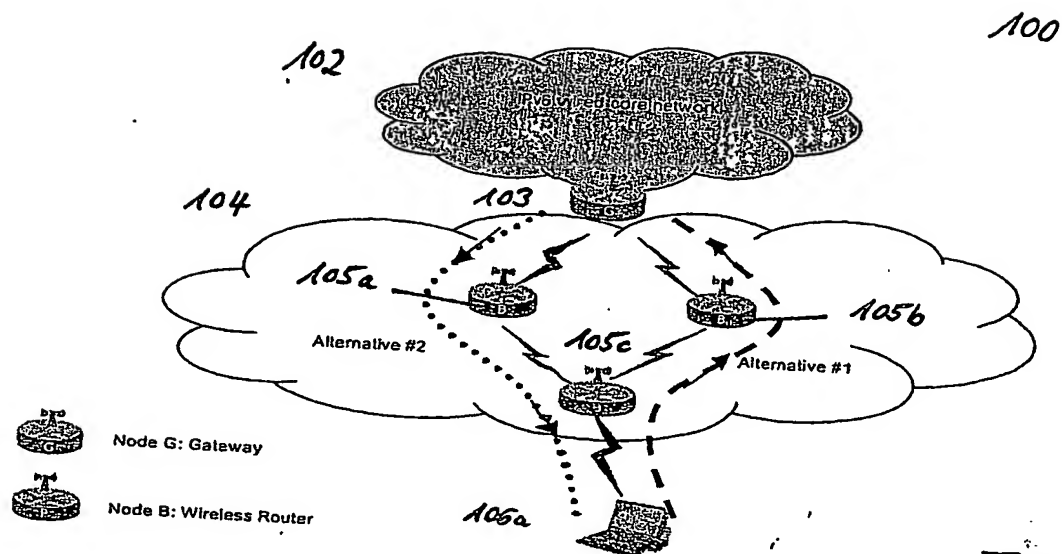 100
102
IPv6 wired core network
104
103
G
105a
B
B
105b
Alternative #2
105c
Alternative #1
G
Node G: Gateway
Node B: Wireless Router
106a